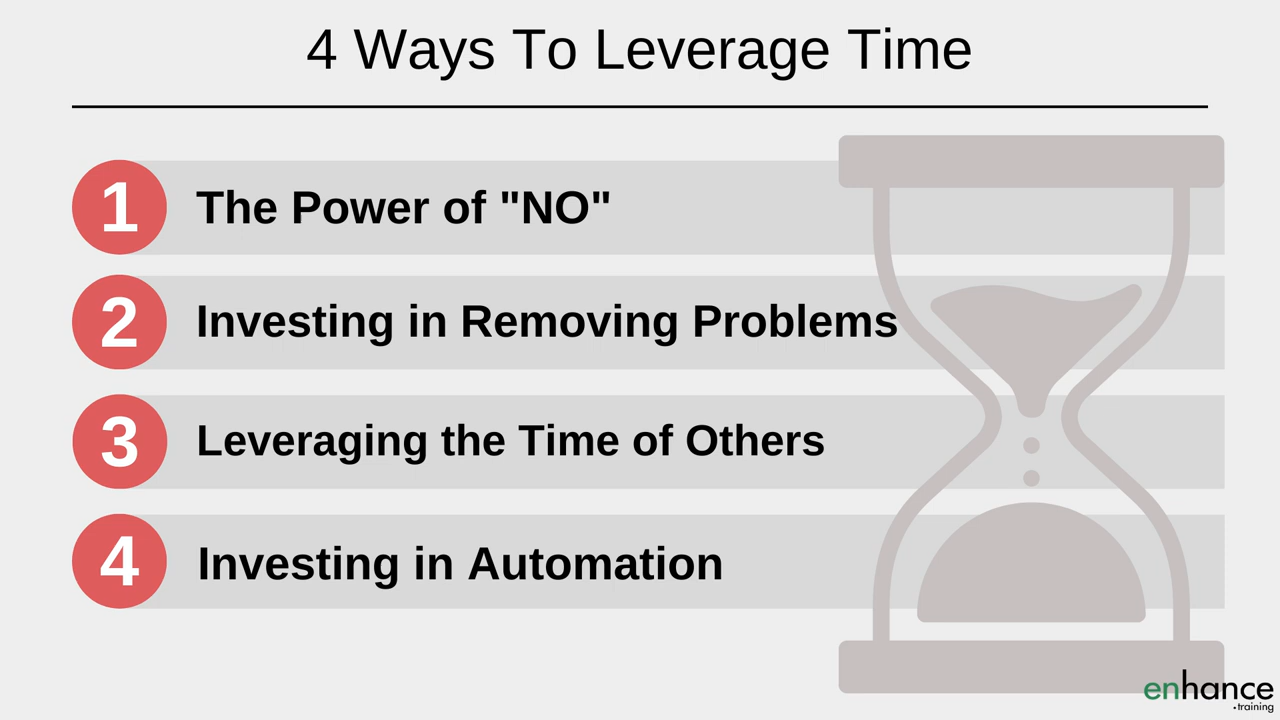 4 Ways To Leverage Time
1 The Power of "NO"
2 Investing in Removing Problems
3 Leveraging the Time of Others
4 Investing in Automation
enhance
•training